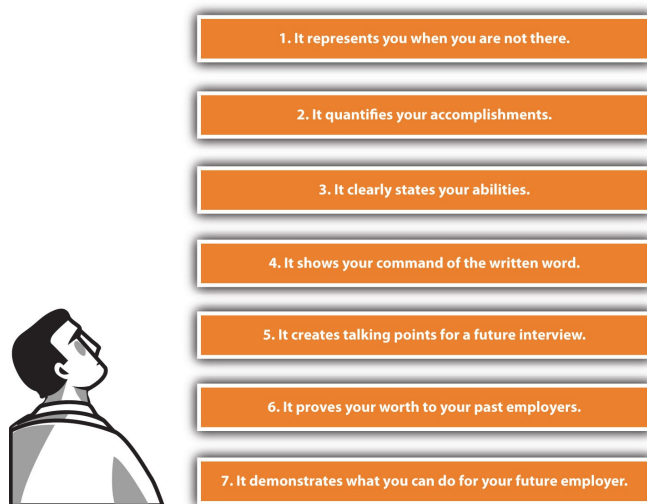 1. It represents you when you are not there.
2. It quantifies your accomplishments.
3. It clearly states your abilities.
4. It shows your command of the written word.
5. It creates talking points for a future interview.
6. It proves your worth to your past employers.
7. It demonstrates what you can do for your future employer.